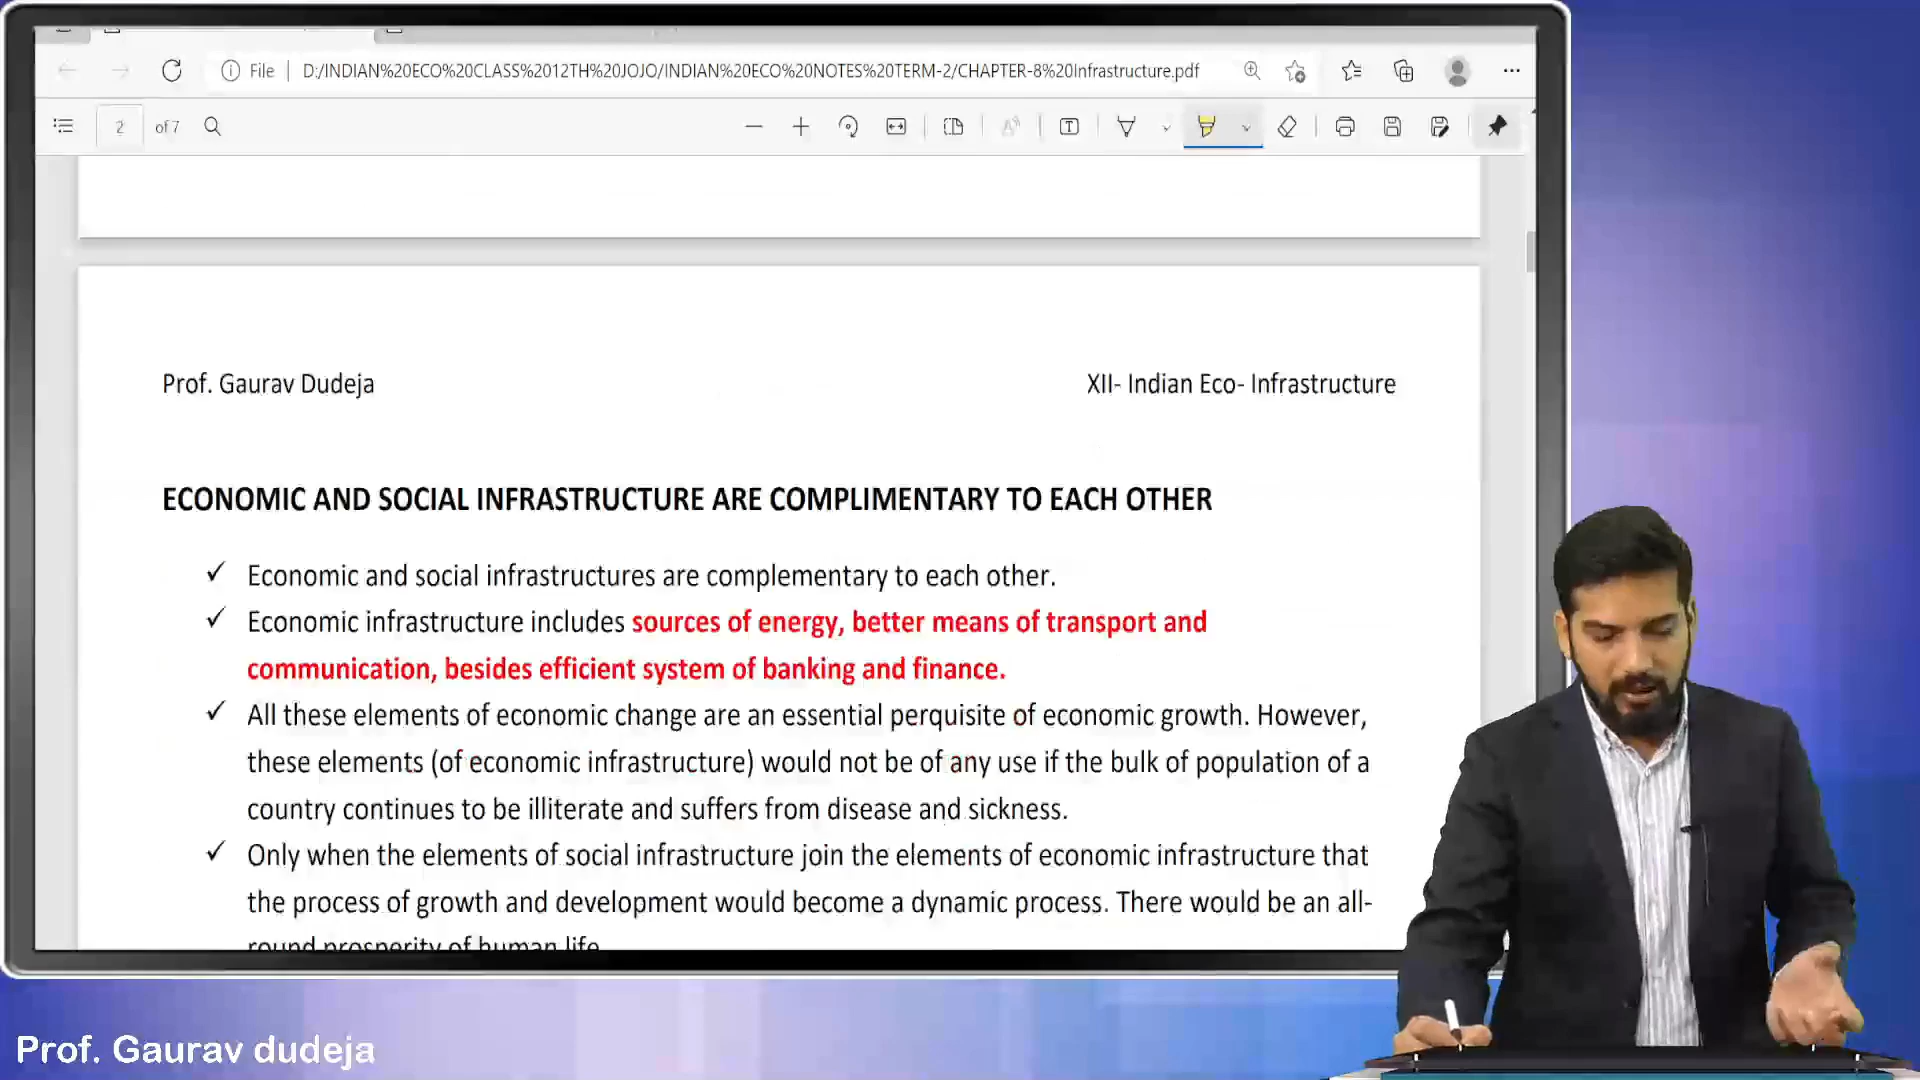 File
D:/INDIAN%20ECO%20CLASS%2012TH%20JOJO/INDIAN%20ECO%20NOTES%20TERM-2/CHAPTER-8%20Infrastructure.pdf
2 of 7
Prof. Gaurav Dudeja
XII- Indian Eco- Infrastructure
ECONOMIC AND SOCIAL INFRASTRUCTURE ARE COMPLIMENTARY TO EACH OTHER
✓ Economic and social infrastructures are complementary to each other.
✓ Economic infrastructure includes sources of energy, better means of transport and
communication, besides efficient system of banking and finance.
✓ All these elements of economic change are an essential perquisite of economic growth. However,
these elements (of economic infrastructure) would not be of any use if the bulk of population of a
country continues to be illiterate and suffers from disease and sickness.
✓ Only when the elements of social infrastructure join the elements of economic infrastructure that
the process of growth and development would become a dynamic process. There would be an all-
round prosperity of human life
Prof. Gaurav dudeja